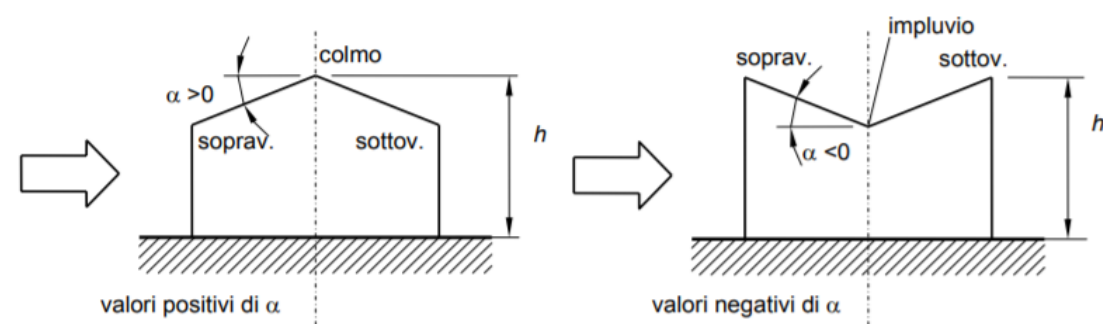 colmo
α >0
soprav.
sottov.
h
valori positivi di α
impluvio
soprav.
sottov.
α <0
h
valori negativi di α